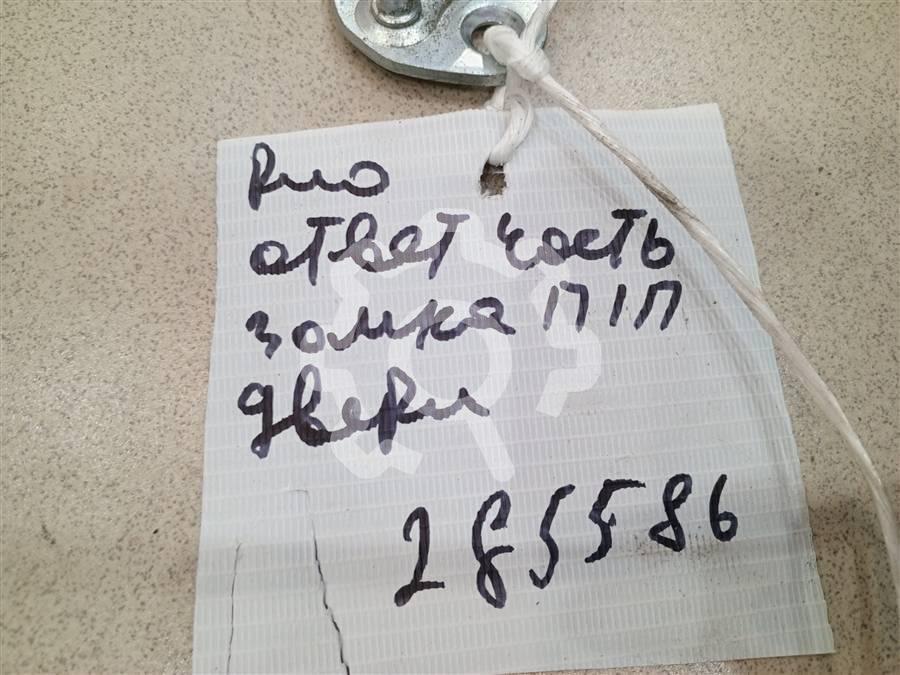 Рио
ответ часть
замка П/П
двери
285586